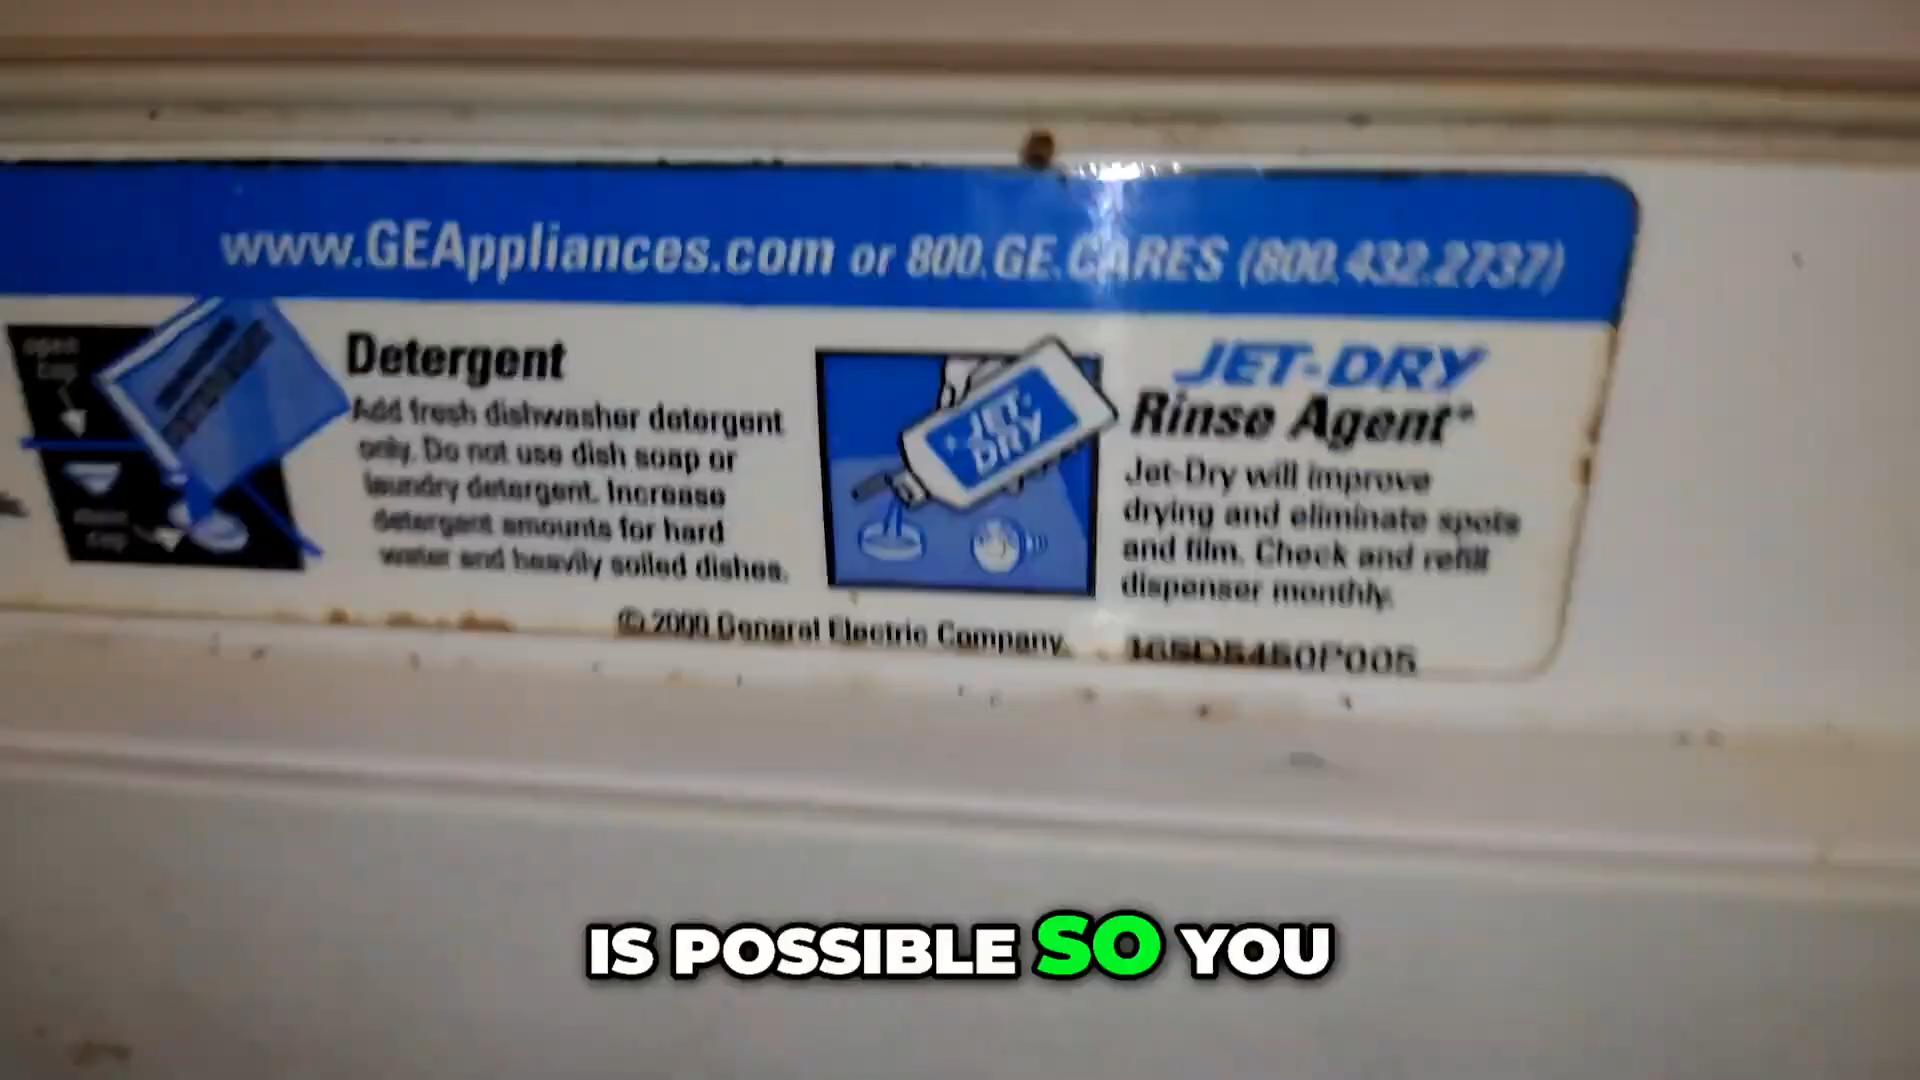 www.GEAppliances.com or 800.GE.CARES (800.432.2737)
open
cup
Detergent
Add fresh dishwasher detergent
only. Do not use dish soap or
laundry detergent. Increase
detergent amounts for hard
water and heavily soiled dishes.
JET-
DRY
JET-DRY
Rinse Agent*
Jet-Dry will improve
drying and eliminate spots
and film. Check and refill
dispenser monthly.
© 2000 General Electric Company
165D5450P005
IS POSSIBLE SO YOU